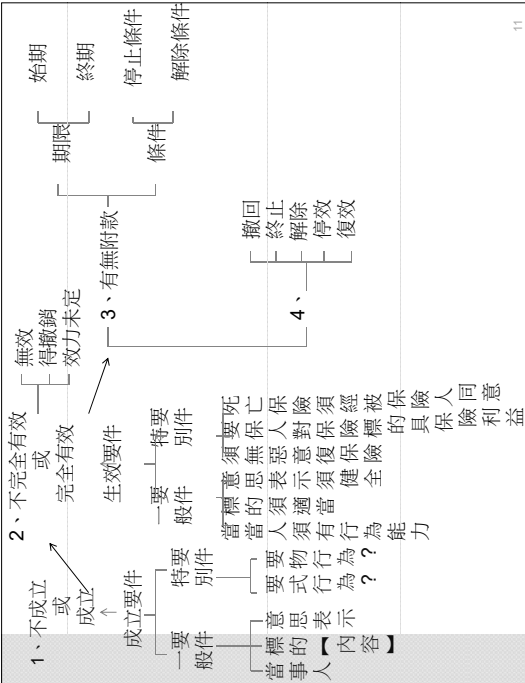 1、不成立
或
成立
成立要件
一般要件
當事人
標的【內容】
意思表示
特別要件
要式行為？
要物行為？
2、不完全有效
或
完全有效
無效
得撤銷
效力未定
生效要件
一般要件
當事人須有行為能力
標的須適當
意思表示須健全
特別要件
須無惡意復保險
要保人對保險標的具保險利益
死亡保險須經被保險人同意
3、有無附款
期限
始期
終期
條件
停止條件
解除條件
4、
撤回
終止
解除
停效
復效
11